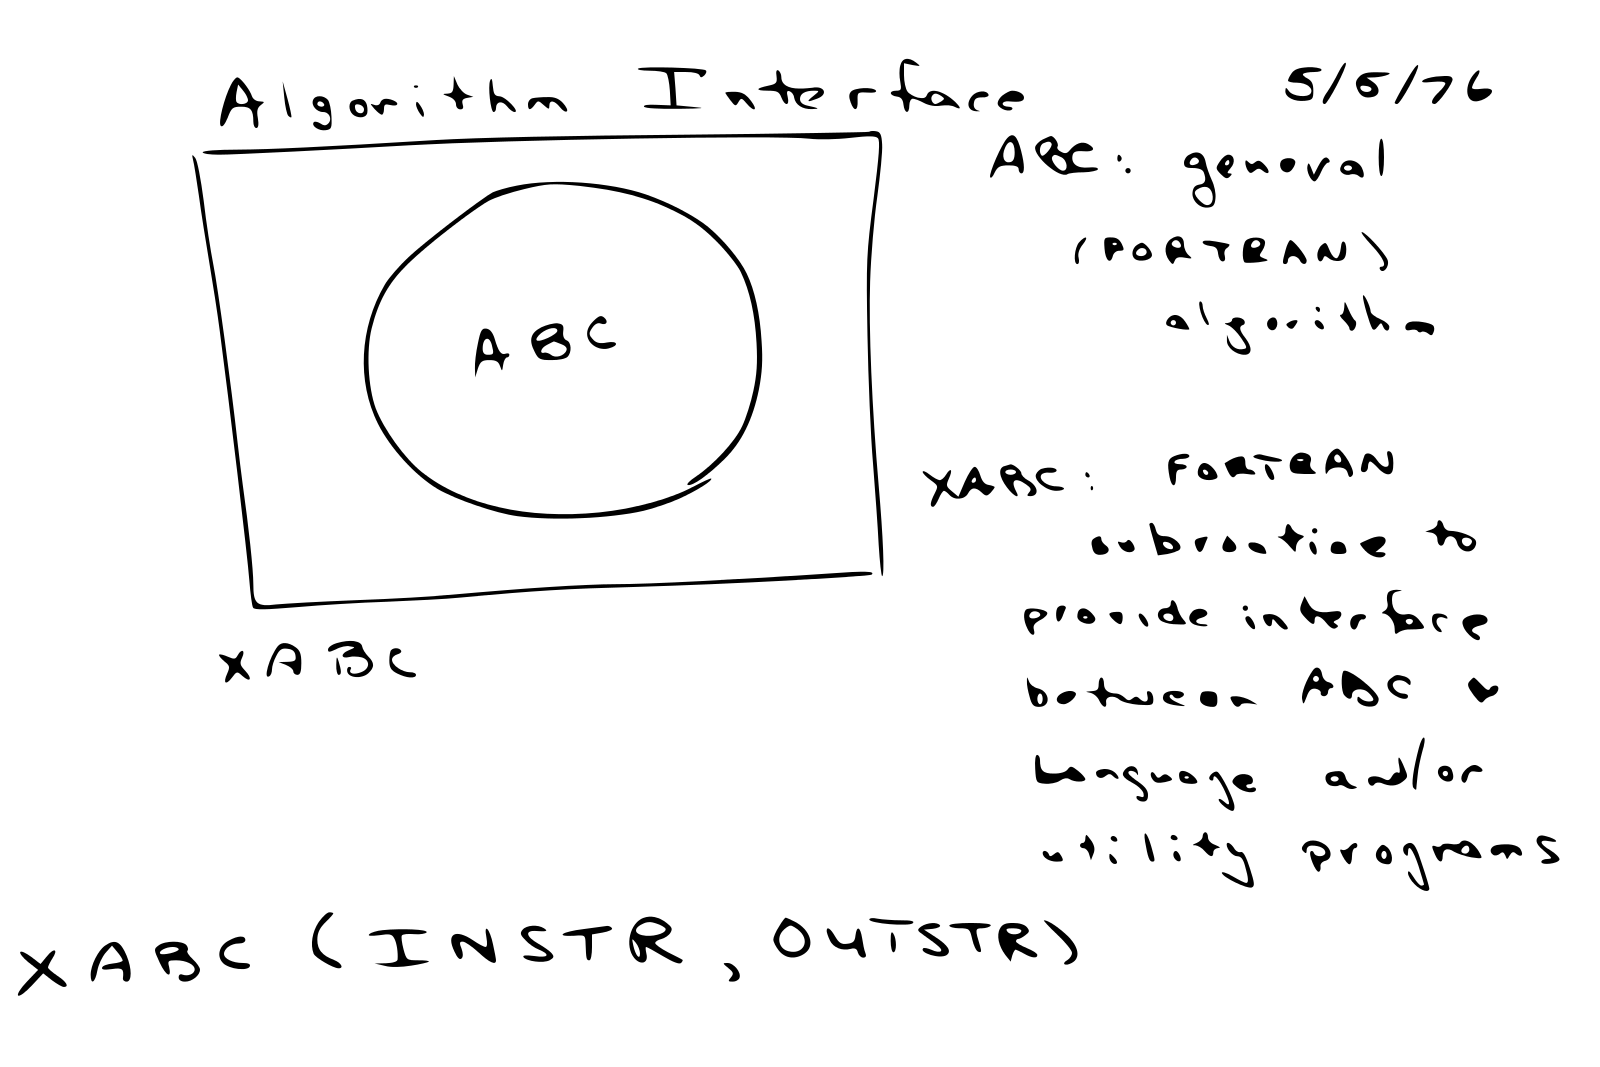 Algorithm Interface 5/5/76
ABC: general
(FORTRAN)
algorithm
ABC
XABC: FORTRAN
subroutine to
provide interface
between ABC &
language and/or
utility programs
XABC
XABC (INSTR, OUTSTR)